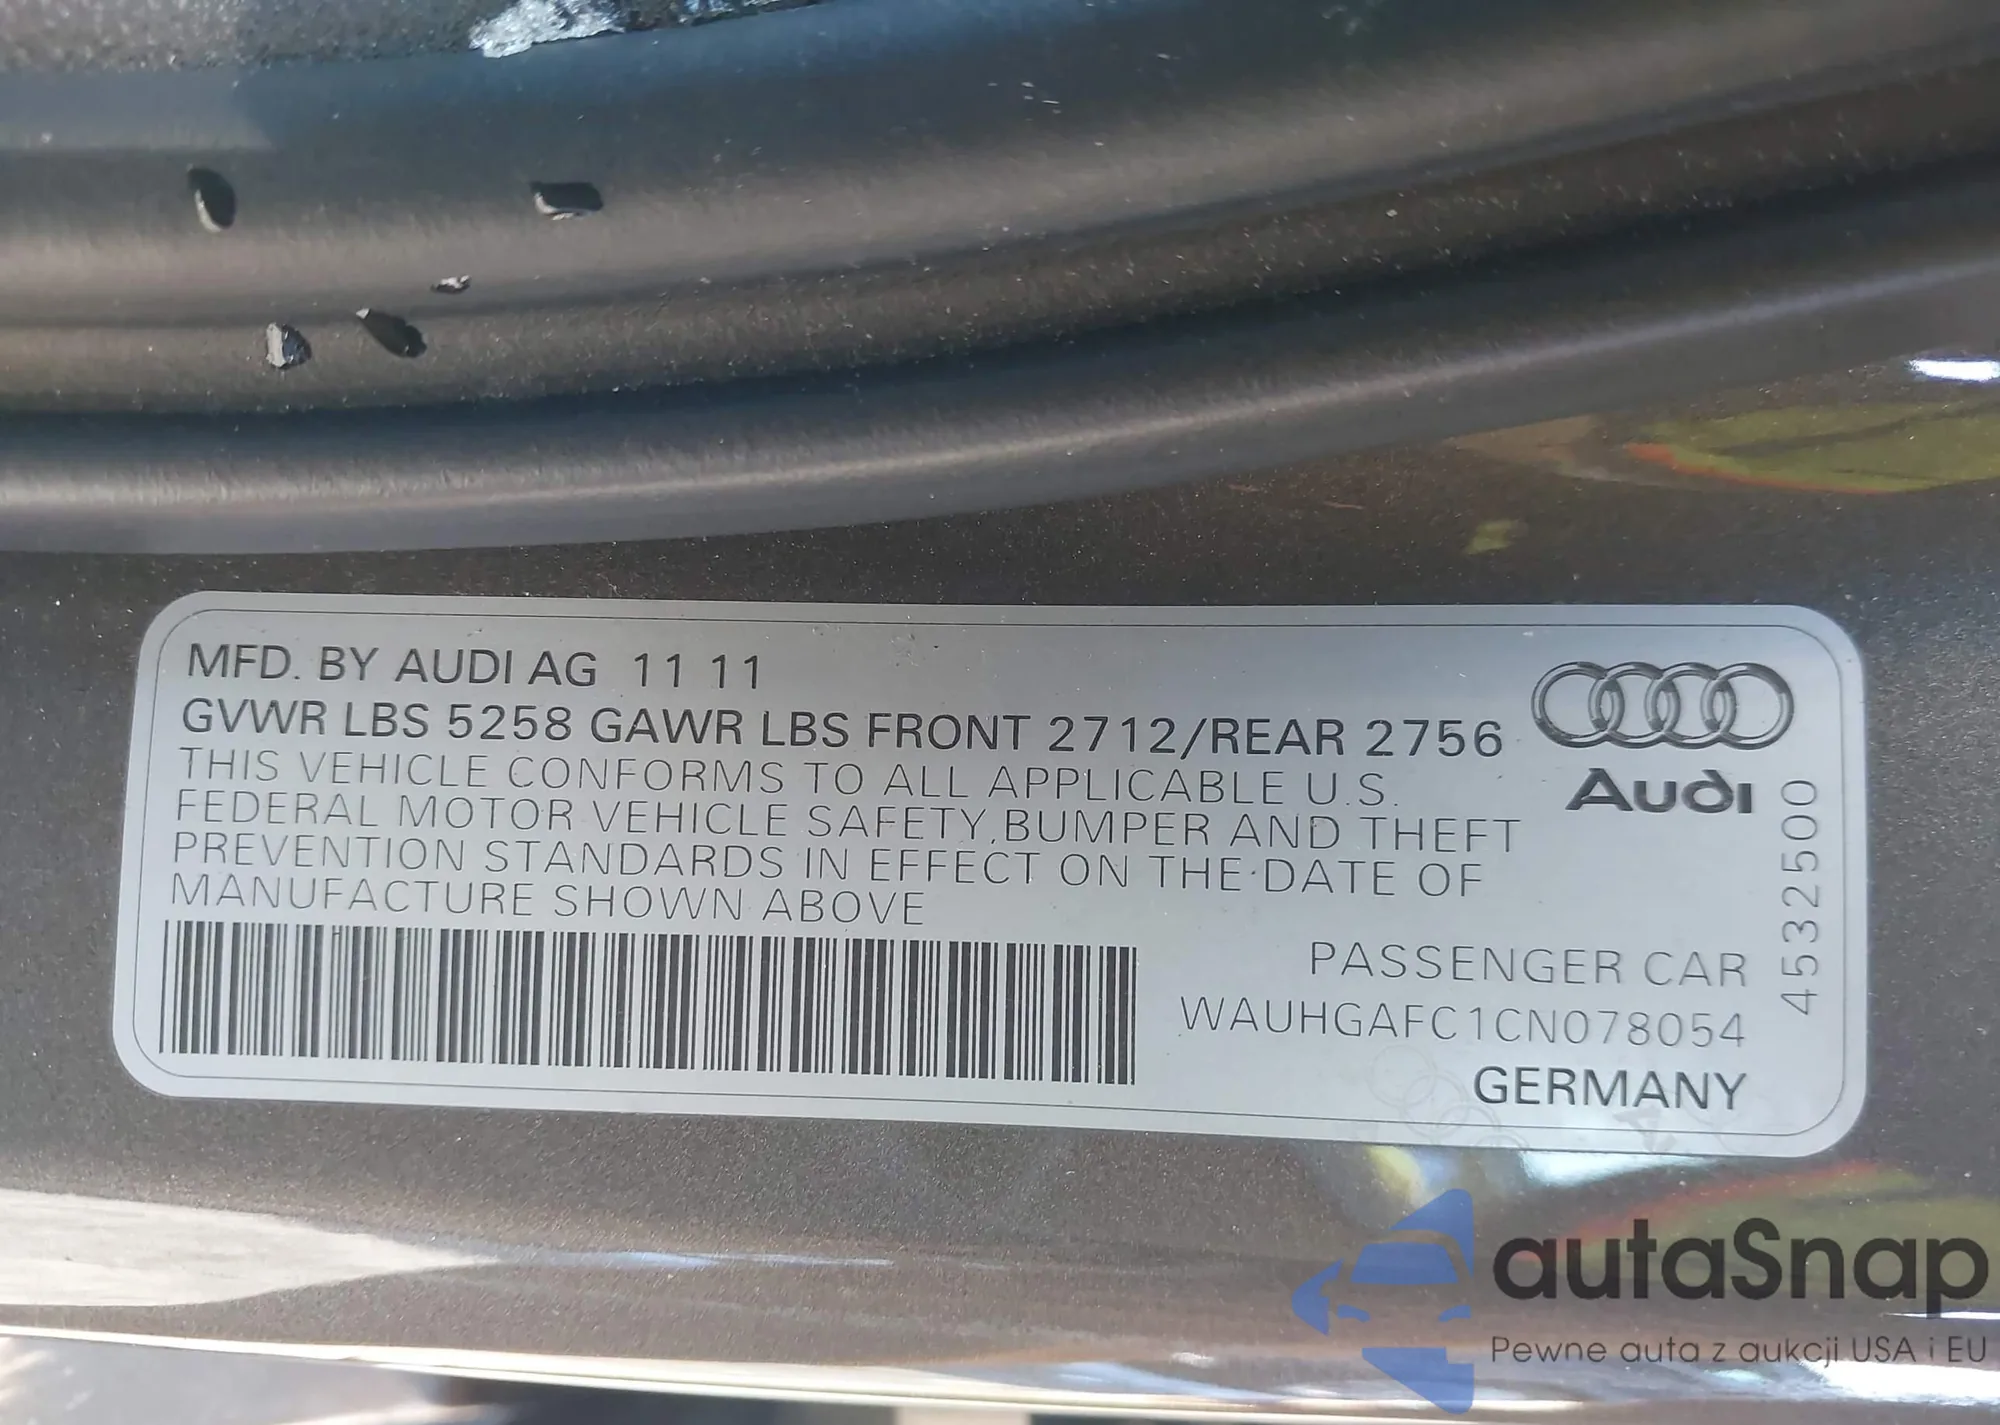 MFD. BY AUDI AG 11 11
GVWR LBS 5258 GAWR LBS FRONT 2712/REAR 2756
THIS VEHICLE CONFORMS TO ALL APPLICABLE U.S.
FEDERAL MOTOR VEHICLE SAFETY, BUMPER AND THEFT
PREVENTION STANDARDS IN EFFECT ON THE DATE OF
MANUFACTURE SHOWN ABOVE
Audi
4532500
PASSENGER CAR
WAUHGAFC1CN078054
GERMANY
autaSnap
Pewne auta z aukcji USA i EU